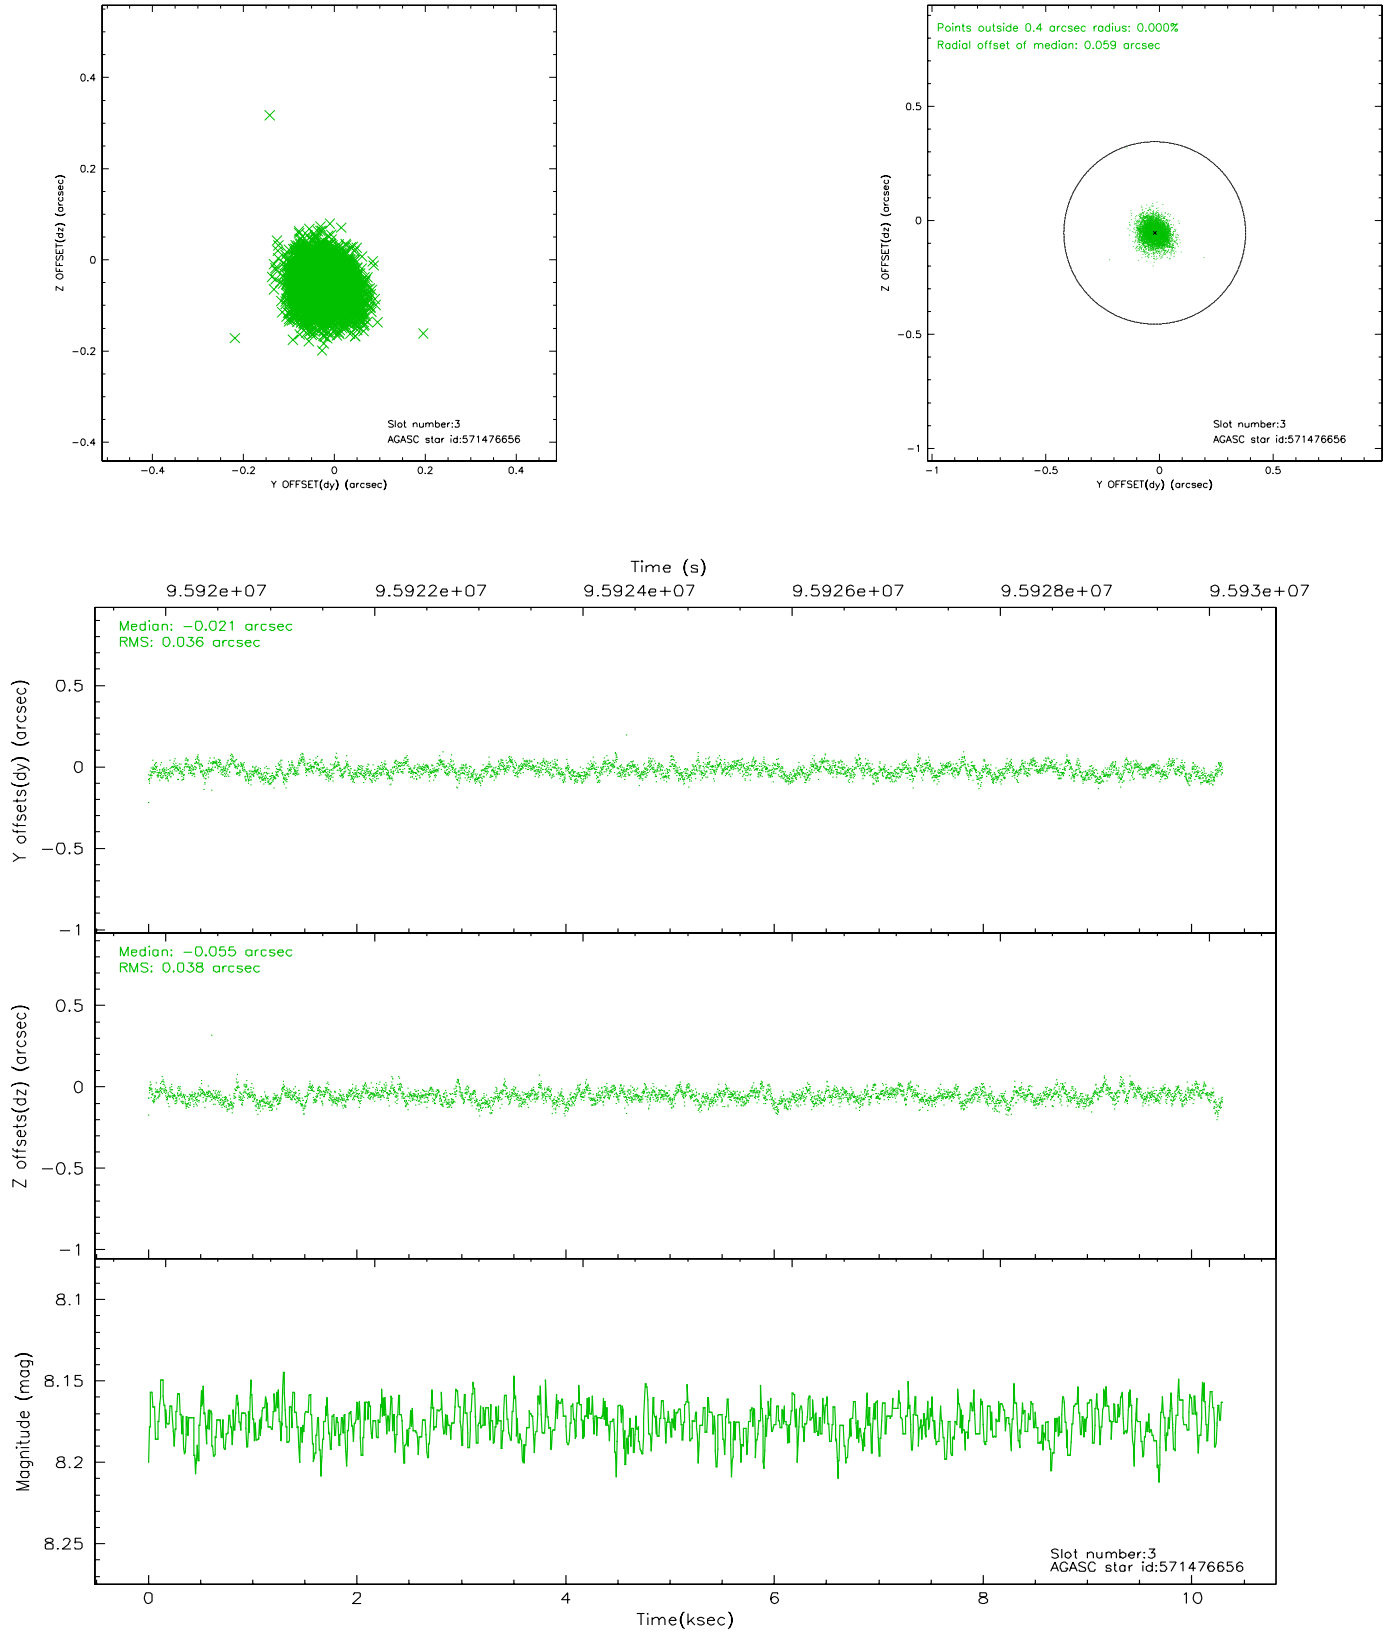 0.4
0.2
0
−0.2
−0.4
Z OFFSET(dz) (arcsec)
Slot number:3
AGASC star id:571476656
−0.4
−0.2
0
0.2
0.4
Y OFFSET(dy) (arcsec)
Points outside 0.4 arcsec radius: 0.000%
Radial offset of median: 0.059 arcsec
0.5
0
−0.5
−1
Z OFFSET(dz) (arcsec)
Slot number:3
AGASC star id:571476656
−1
−0.5
0
0.5
Y OFFSET(dy) (arcsec)
Time (s)
9.592e+07
9.5922e+07
9.5924e+07
9.5926e+07
9.5928e+07
9.593e+07
Median: −0.021 arcsec
RMS: 0.036 arcsec
0.5
0
−0.5
−1
Y offsets(dy) (arcsec)
Median: −0.055 arcsec
RMS: 0.038 arcsec
0.5
0
−0.5
−1
Z offsets(dz) (arcsec)
8.1
8.15
8.2
8.25
Magnitude (mag)
Slot number:3
AGASC star id:571476656
0
2
4
6
8
10
Time(ksec)